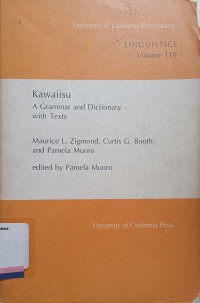 University of California Publications
LINGUISTICS
Volume 119
Kawaiisu
A Grammar and Dictionary
with Texts
Maurice L. Zigmond, Curtis G. Booth,
and Pamela Munro
edited by Pamela Munro
University of California Press